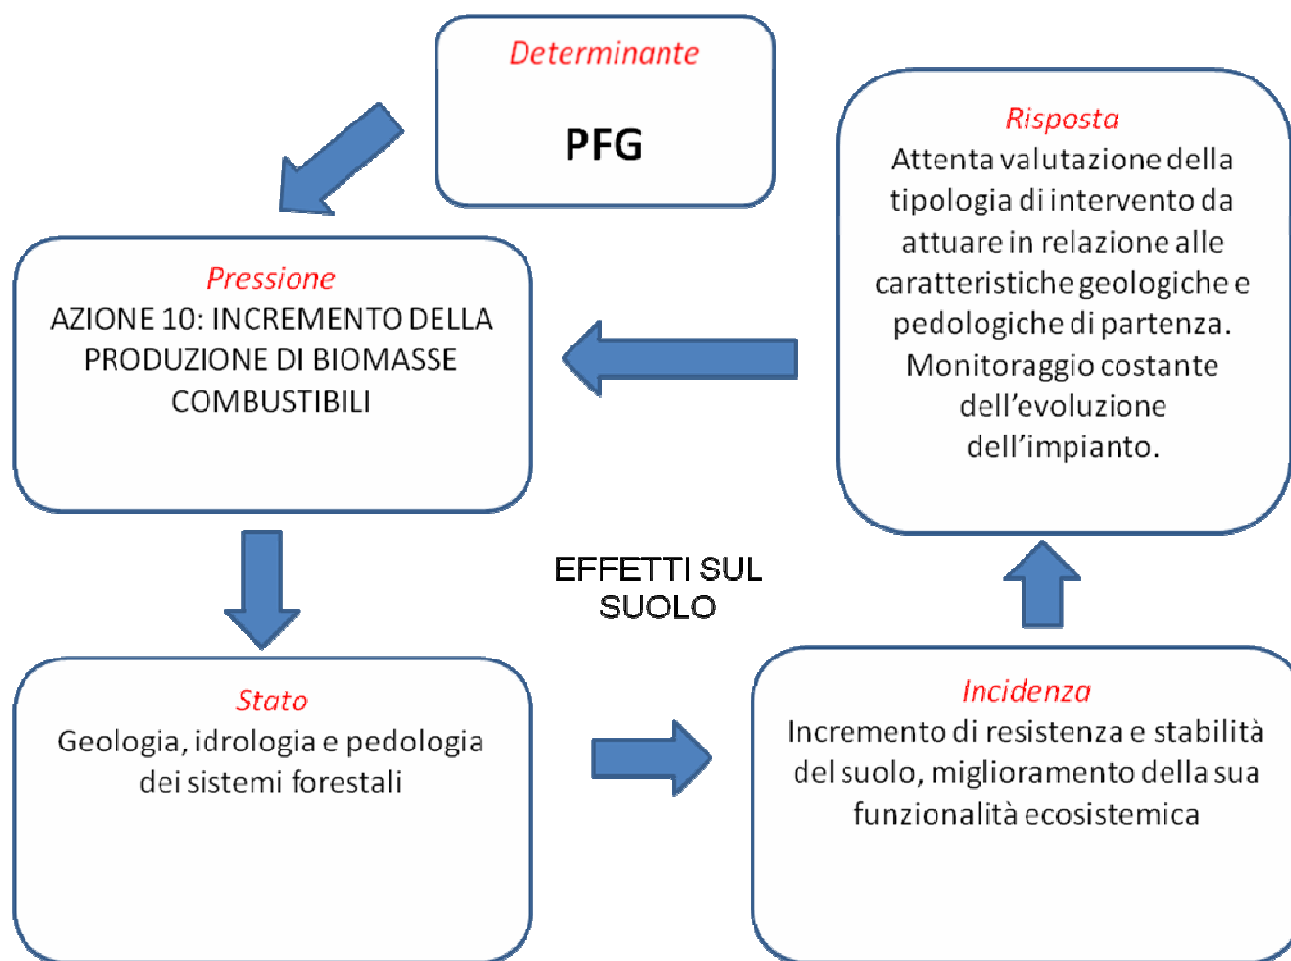 Determinante
PFG
Pressione
AZIONE 10: INCREMENTO DELLA
PRODUZIONE DI BIOMASSE
COMBUSTIBILI
Risposta
Attenta valutazione della
tipologia di intervento da
attuare in relazione alle
caratteristiche geologiche e
pedologiche di partenza.
Monitoraggio costante
dell'evoluzione
dell'impianto.
EFFETTI SUL
SUOLO
Stato
Geologia, idrologia e pedologia
dei sistemi forestali
Incidenza
Incremento di resistenza e stabilità
del suolo, miglioramento della sua
funzionalità ecosistemica